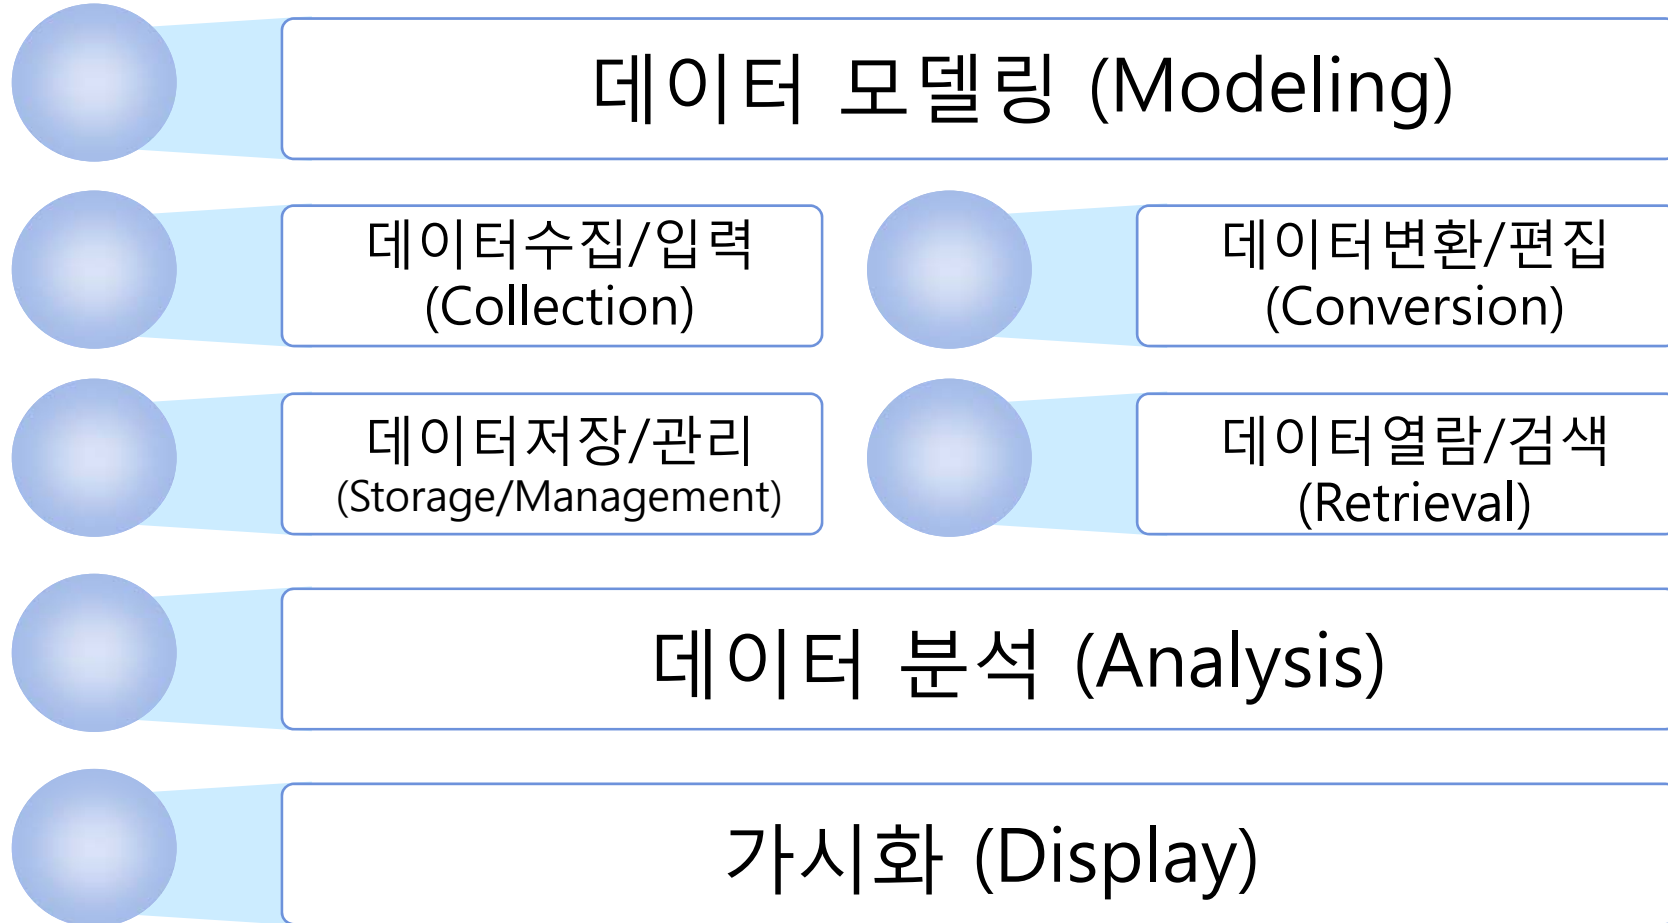 데이터 모델링 (Modeling)
데이터수집/입력
(Collection)
데이터변환/편집
(Conversion)
데이터저장/관리
(Storage/Management)
데이터열람/검색
(Retrieval)
데이터 분석 (Analysis)
가시화 (Display)